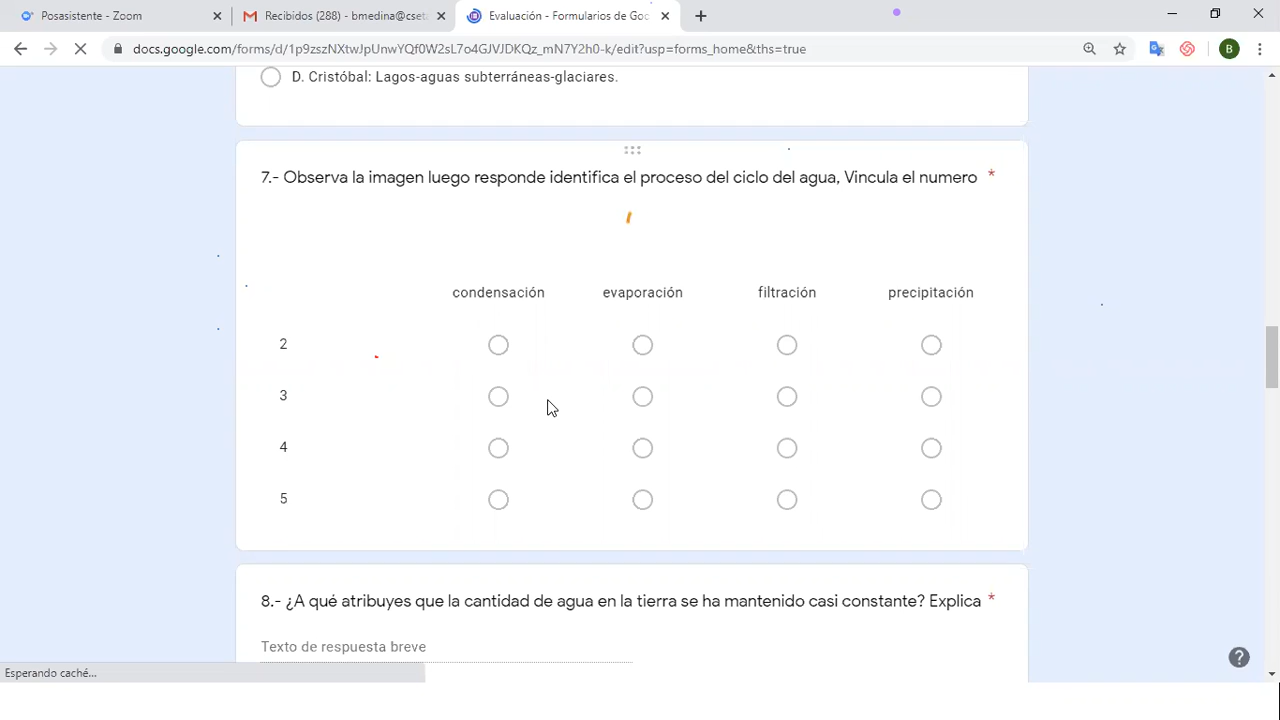 Posasistente - Zoom
Recibidos (288) - bmedina@cseta
Evaluación - Formularios de Goo
docs.google.com/forms/d/1p9zszNXtwJpUnwYQf0W2sL7o4GJVJDKQz_mN7Y2h0-k/edit?usp=forms_home&ths=true
B
D. Cristóbal: Lagos-aguas subterráneas-glaciares.
7.- Observa la imagen luego responde identifica el proceso del ciclo del agua, Vincula el numero *
condensación evaporación filtración precipitación
2
3
4
5
8.- ¿A qué atribuyes que la cantidad de agua en la tierra se ha mantenido casi constante? Explica *
Texto de respuesta breve
Esperando caché...